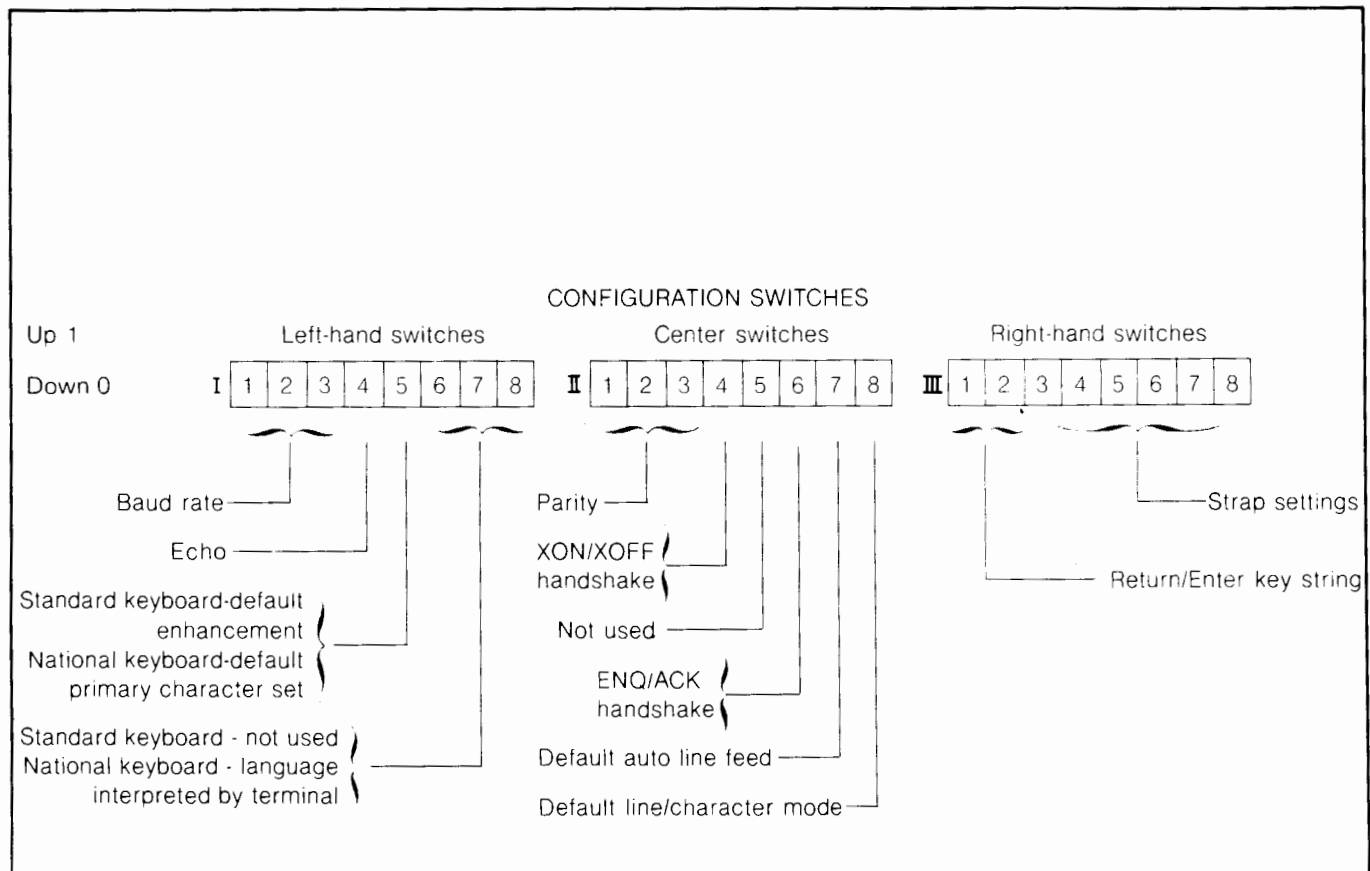 CONFIGURATION SWITCHES
Up 1 Left-hand switches Center switches Right-hand switches
Down 0 I 1 2 3 4 5 6 7 8 II 1 2 3 4 5 6 7 8 III 1 2 3 4 5 6 7 8
Baud rate Parity Strap settings
Echo XON/XOFF
handshake Return/Enter key string
Standard keyboard-default
enhancement
National keyboard-default
primary character set
Not used
ENQ/ACK
handshake
Standard keyboard - not used
National keyboard - language
interpreted by terminal
Default auto line feed
Default line/character mode